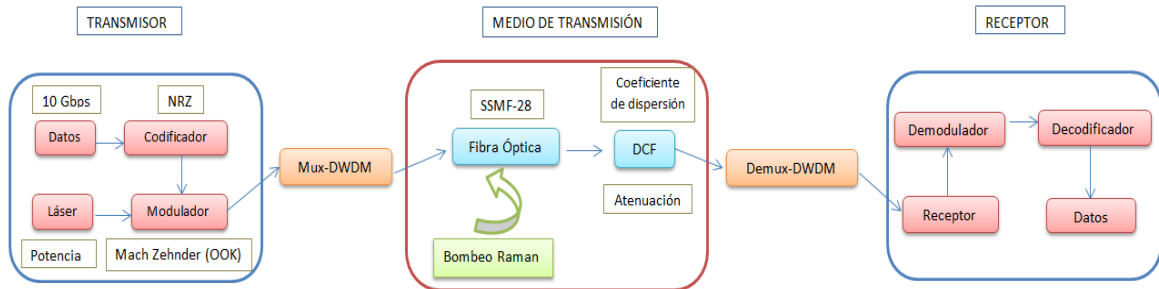 TRANSMISOR
MEDIO DE TRANSMISIÓN
RECEPTOR
10 Gbps
NRZ
Datos
Codificador
Láser
Modulador
Potencia
Mach Zehnder (OOK)
Mux-DWDM
SSMF-28
Coeficiente
de dispersión
Fibra Óptica
DCF
Atenuación
Bombeo Raman
Demux-DWDM
Demodulador
Decodificador
Receptor
Datos